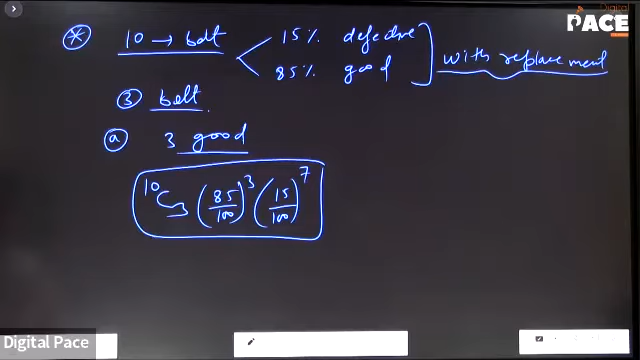 Digital
PACE
* 10 → bolt < 15% defective
85% good ] with replacement
③ bolt.
ⓐ 3 good
¹⁰C₃ (85/100)³ (15/100)⁷
Digital Pace